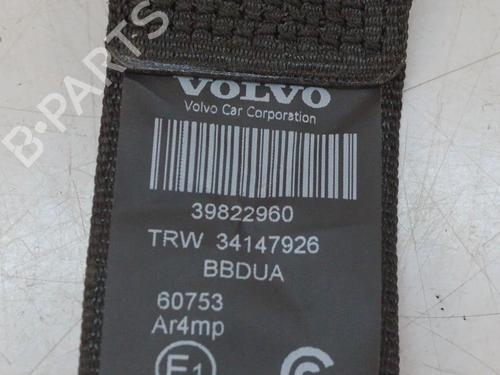 VOLVO
Volvo Car Corporation
39822960
TRW 34147926
BBDUA
60753
Ar4mp
E1
B-PARTS